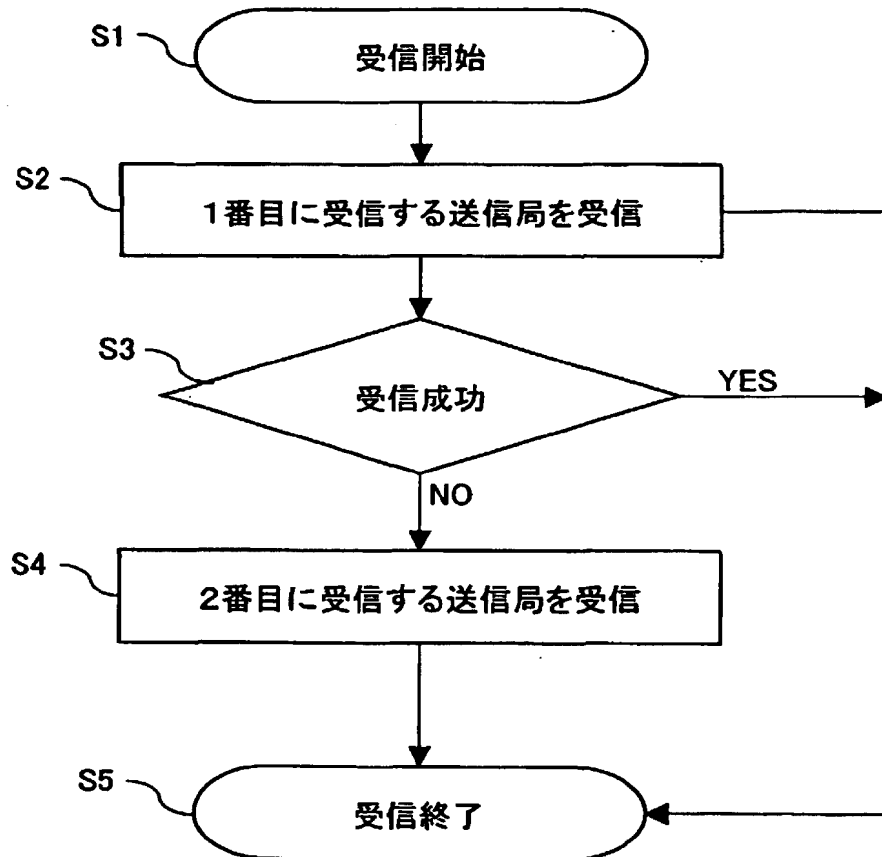 S1
受信開始
S2
1番目に受信する送信局を受信
S3
受信成功
YES
NO
S4
2番目に受信する送信局を受信
S5
受信終了